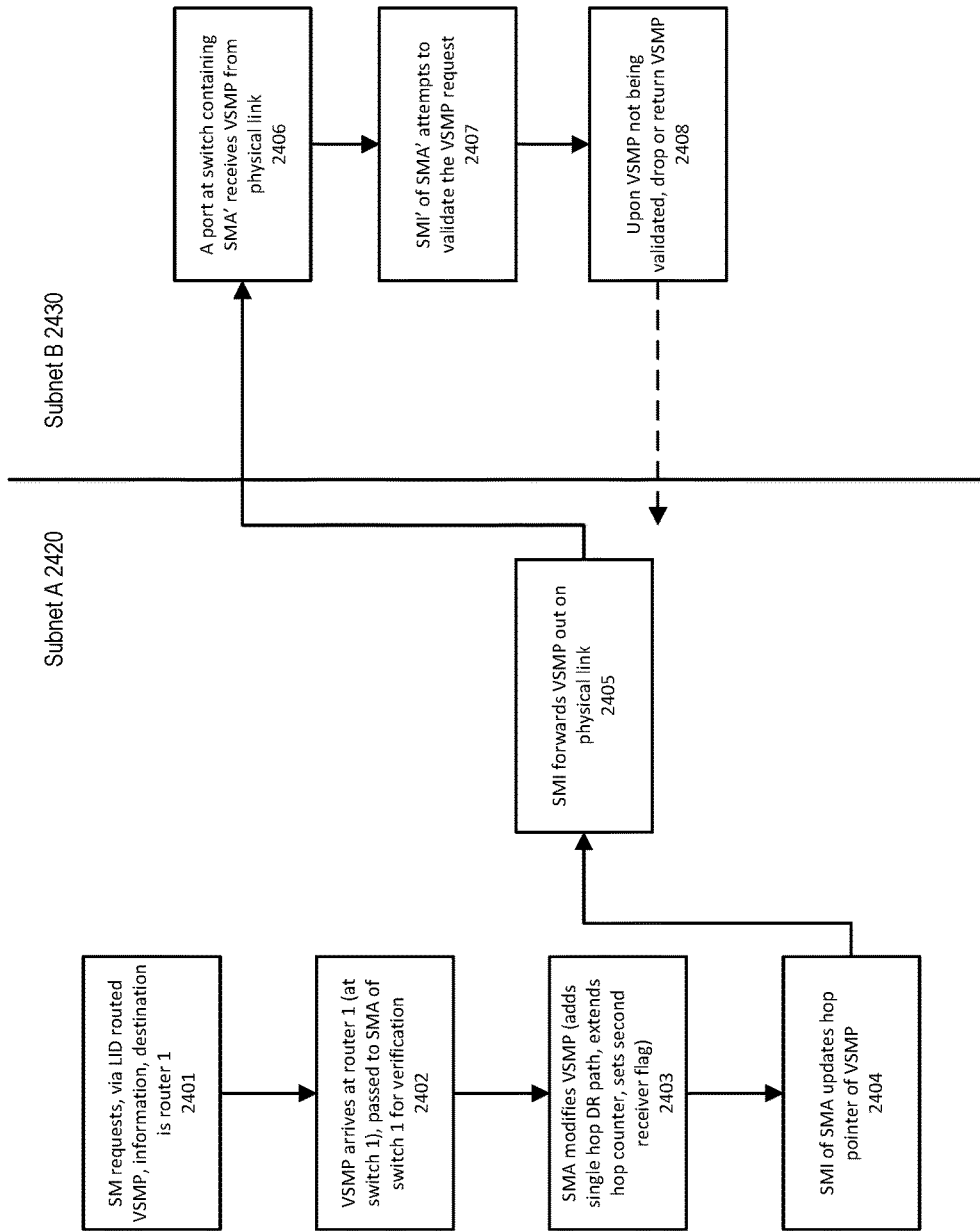 Subnet A 2420
Subnet B 2430
SM requests, via LID routed
VSMP, information, destination
is router 1
2401
VSMP arrives at router 1 (at
switch 1), passed to SMA of
switch 1 for verification
2402
SMA modifies VSMP (adds
single hop DR path, extends
hop counter, sets second
receiver flag)
2403
SMI of SMA updates hop
pointer of VSMP
2404
SMI forwards VSMP out on
physical link
2405
A port at switch containing
SMA’ receives VSMP from
physical link
2406
SMI’ of SMA’ attempts to
validate the VSMP request
2407
Upon VSMP not being
validated, drop or return VSMP
2408